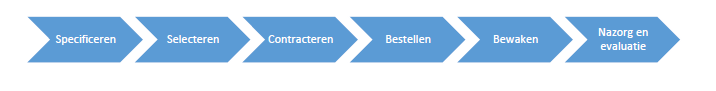 Specificeren
Selecteren
Contracteren
Bestellen
Bewaken
Nazorg en
evaluatie